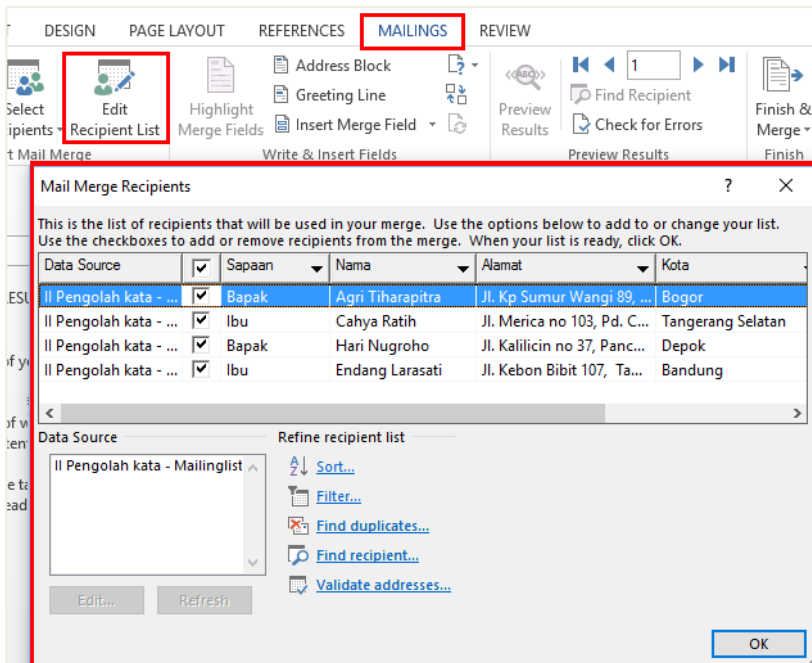 DESIGN PAGE LAYOUT REFERENCES MAILINGS REVIEW
Select
Edit
Recipient List
Highlight
Merge Fields
Address Block
Greeting Line
Insert Merge Field
ABC
Preview
Results
1
Find Recipient
Check for Errors
Finish &
Merge
Write & Insert Fields
Preview Results
Finish
Mail Merge
Mail Merge Recipients ? X
This is the list of recipients that will be used in your merge. Use the options below to add to or change your list.
Use the checkboxes to add or remove recipients from the merge. When your list is ready, click OK.
Data Source Sapaan Nama Alamat Kota
II Pengolah kata - ... Bapak Agri Tiharapitra Jl. Kp Sumur Wangi 89, ... Bogor
II Pengolah kata - ... Ibu Cahya Ratih Jl. Merica no 103, Pd. C... Tangerang Selatan
II Pengolah kata - ... Bapak Hari Nugroho Jl. Kalilicin no 37, Panc... Depok
II Pengolah kata - ... Ibu Endang Larasati Jl. Kebon Bibit 107, Ta... Bandung
Data Source
II Pengolah kata - Mailinglist
Edit... Refresh
Refine recipient list
Sort...
Filter...
Find duplicates...
Find recipient...
Validate addresses...
OK